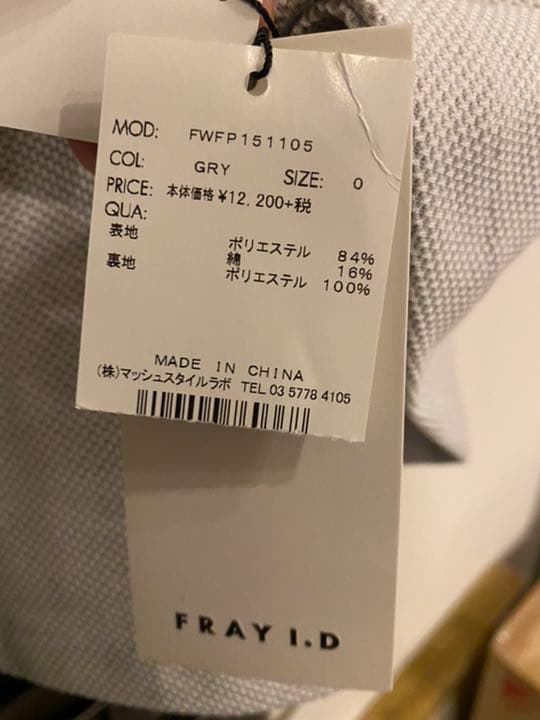 MOD: FWFP151105
COL: GRY SIZE: 0
PRICE: 本体価格 ¥12,200+税
QUA:
表地 ポリエステル 84%
綿 16%
裏地 ポリエステル 100%
MADE IN CHINA
(株)マッシュスタイルラボ TEL 03 5778 4105
FRAY I.D